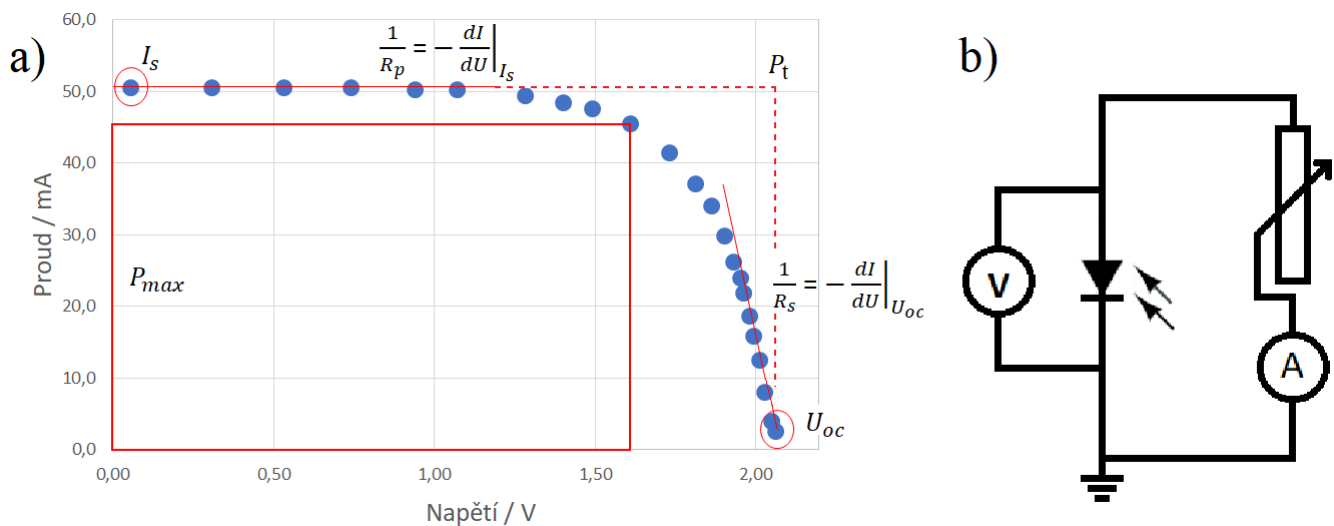 a)
60,0
50,0
40,0
30,0
20,0
10,0
0,0
Proud / mA
0,00
0,50
1,00
1,50
2,00
Napětí / V
I_s
1/R_p = − dI/dU |_{I_s}
P_t
P_{max}
1/R_s = − dI/dU |_{U_{oc}}
U_{oc}
b)
V
A